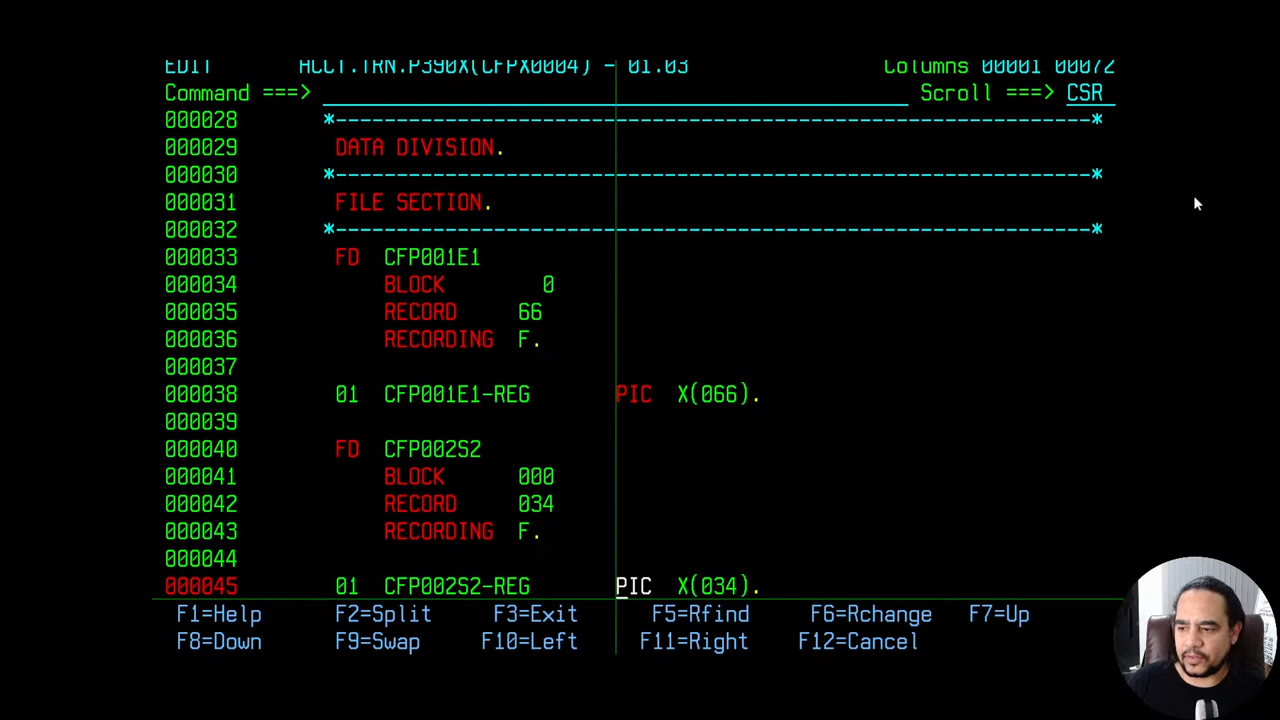 EDIT ACCT.TRN.P390X(CFPX0004) - 01.03 Columns 00001 00072
Command ===> Scroll ===> CSR
000028 *---------------------------------------------------------------*
000029 DATA DIVISION.
000030 *---------------------------------------------------------------*
000031 FILE SECTION.
000032 *---------------------------------------------------------------*
000033 FD CFP001E1
000034 BLOCK 0
000035 RECORD 66
000036 RECORDING F.
000037
000038 01 CFP001E1-REG PIC X(066).
000039
000040 FD CFP002S2
000041 BLOCK 000
000042 RECORD 034
000043 RECORDING F.
000044
000045 01 CFP002S2-REG PIC X(034).
F1=Help F2=Split F3=Exit F5=Rfind F6=Rchange F7=Up
F8=Down F9=Swap F10=Left F11=Right F12=Cancel